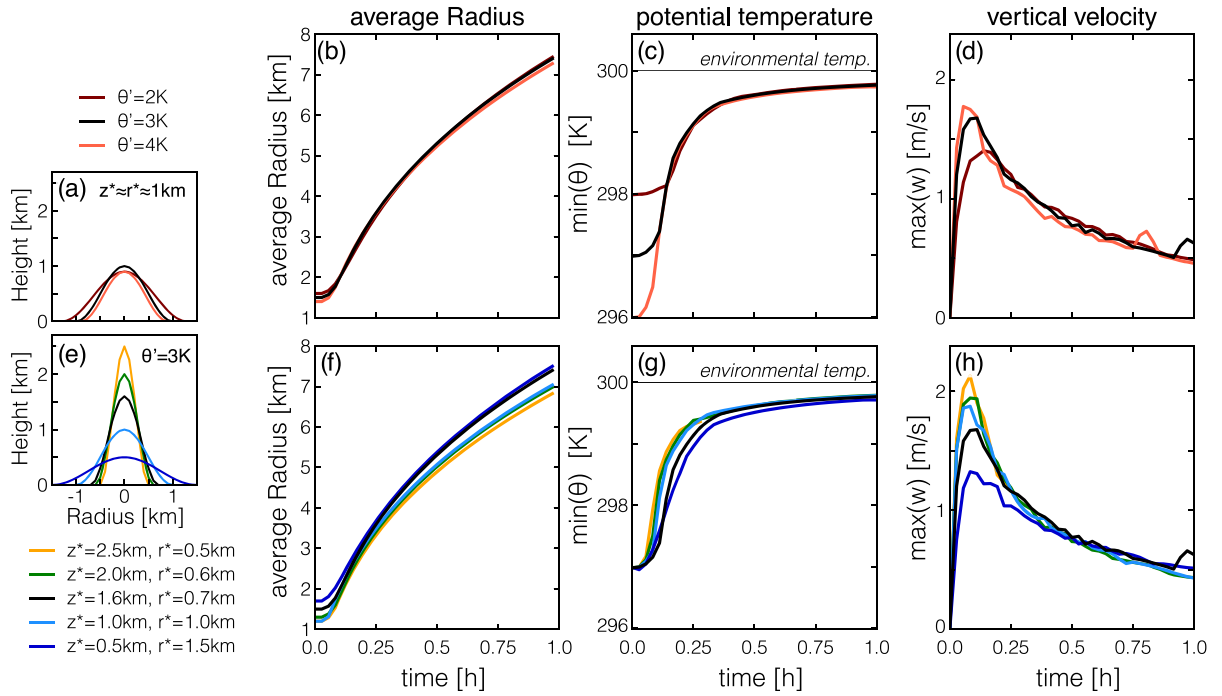 average Radius
potential temperature
vertical velocity
θ'=2K
θ'=3K
θ'=4K
(a)
z*≈r*≈1km
Height [km]
2
1
0
(b)
average Radius [km]
8
7
6
5
4
3
2
1
(c)
environmental temp.
min(θ) [K]
300
298
296
(d)
max(w) [m/s]
2
1
0
(e)
θ'=3K
Height [km]
2
1
0
-1 0 1
Radius [km]
z*=2.5km, r*=0.5km
z*=2.0km, r*=0.6km
z*=1.6km, r*=0.7km
z*=1.0km, r*=1.0km
z*=0.5km, r*=1.5km
(f)
average Radius [km]
8
7
6
5
4
3
2
1
0.0 0.25 0.5 0.75 1.0
time [h]
(g)
environmental temp.
min(θ) [K]
300
298
296
0.0 0.25 0.5 0.75 1.0
time [h]
(h)
max(w) [m/s]
2
1
0
0.0 0.25 0.5 0.75 1.0
time [h]